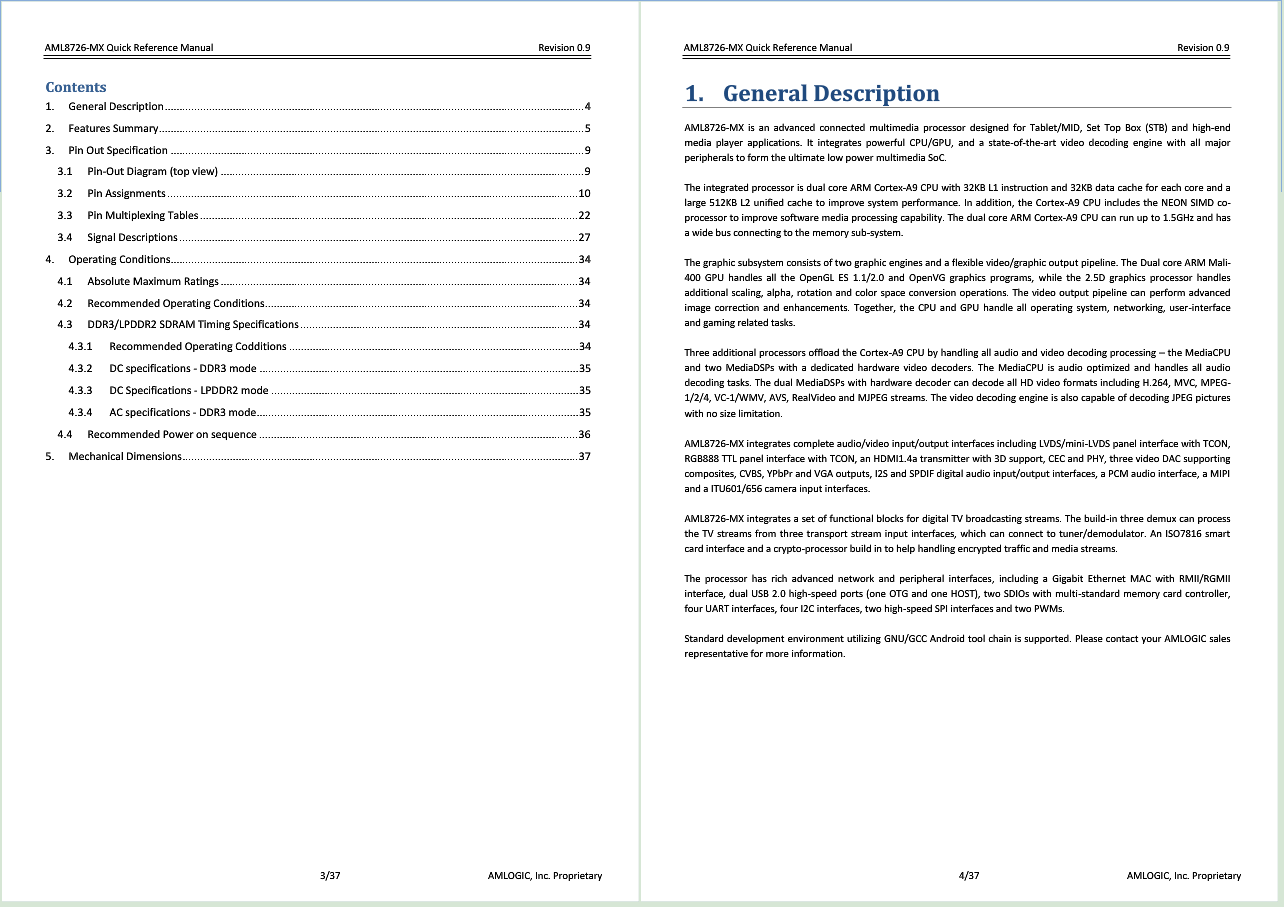 AML8726-MX Quick Reference Manual Revision 0.9
Contents
1. General Description 4
2. Features Summary 5
3. Pin Out Specification 9
3.1 Pin-Out Diagram (top view) 9
3.2 Pin Assignments 10
3.3 Pin Multiplexing Tables 22
3.4 Signal Descriptions 27
4. Operating Conditions 34
4.1 Absolute Maximum Ratings 34
4.2 Recommended Operating Conditions 34
4.3 DDR3/LPDDR2 SDRAM Timing Specifications 34
4.3.1 Recommended Operating Codditions 34
4.3.2 DC specifications - DDR3 mode 35
4.3.3 DC Specifications - LPDDR2 mode 35
4.3.4 AC specifications - DDR3 mode 35
4.4 Recommended Power on sequence 36
5. Mechanical Dimensions 37
3/37 AMLOGIC, Inc. Proprietary
AML8726-MX Quick Reference Manual Revision 0.9
1. General Description
AML8726-MX is an advanced connected multimedia processor designed for Tablet/MID, Set Top Box (STB) and high-end
media player applications. It integrates powerful CPU/GPU, and a state-of-the-art video decoding engine with all major
peripherals to form the ultimate low power multimedia SoC.
The integrated processor is dual core ARM Cortex-A9 CPU with 32KB L1 instruction and 32KB data cache for each core and a
large 512KB L2 unified cache to improve system performance. In addition, the Cortex-A9 CPU includes the NEON SIMD co-
processor to improve software media processing capability. The dual core ARM Cortex-A9 CPU can run up to 1.5GHz and has
a wide bus connecting to the memory sub-system.
The graphic subsystem consists of two graphic engines and a flexible video/graphic output pipeline. The Dual core ARM Mali-
400 GPU handles all the OpenGL ES 1.1/2.0 and OpenVG graphics programs, while the 2.5D graphics processor handles
additional scaling, alpha, rotation and color space conversion operations. The video output pipeline can perform advanced
image correction and enhancements. Together, the CPU and GPU handle all operating system, networking, user-interface
and gaming related tasks.
Three additional processors offload the Cortex-A9 CPU by handling all audio and video decoding processing – the MediaCPU
and two MediaDSPs with a dedicated hardware video decoders. The MediaCPU is audio optimized and handles all audio
decoding tasks. The dual MediaDSPs with hardware decoder can decode all HD video formats including H.264, MVC, MPEG-
1/2/4, VC-1/WMV, AVS, RealVideo and MJPEG streams. The video decoding engine is also capable of decoding JPEG pictures
with no size limitation.
AML8726-MX integrates complete audio/video input/output interfaces including LVDS/mini-LVDS panel interface with TCON,
RGB888 TTL panel interface with TCON, an HDMI1.4a transmitter with 3D support, CEC and PHY, three video DAC supporting
composites, CVBS, YPbPr and VGA outputs, I2S and SPDIF digital audio input/output interfaces, a PCM audio interface, a MIPI
and a ITU601/656 camera input interfaces.
AML8726-MX integrates a set of functional blocks for digital TV broadcasting streams. The build-in three demux can process
the TV streams from three transport stream input interfaces, which can connect to tuner/demodulator. An ISO7816 smart
card interface and a crypto-processor build in to help handling encrypted traffic and media streams.
The processor has rich advanced network and peripheral interfaces, including a Gigabit Ethernet MAC with RMII/RGMII
interface, dual USB 2.0 high-speed ports (one OTG and one HOST), two SDIOs with multi-standard memory card controller,
four UART interfaces, four I2C interfaces, two high-speed SPI interfaces and two PWMs.
Standard development environment utilizing GNU/GCC Android tool chain is supported. Please contact your AMLOGIC sales
representative for more information.
4/37 AMLOGIC, Inc. Proprietary